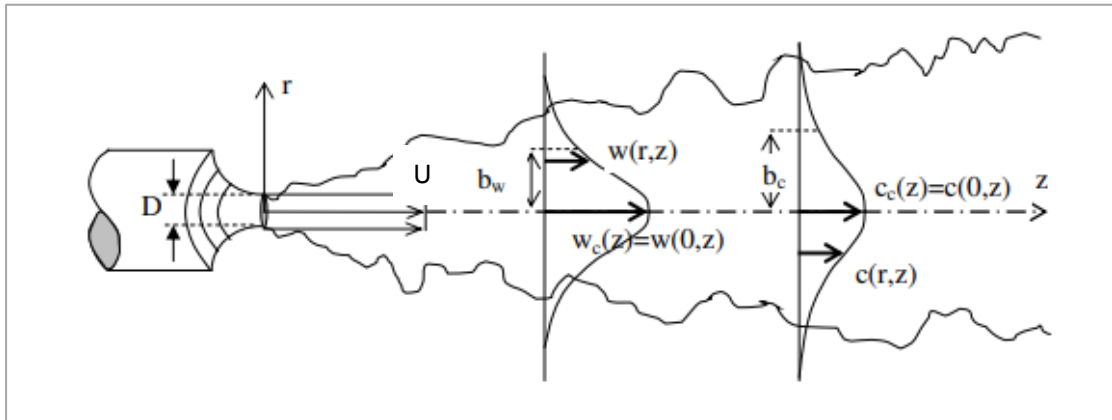 r
U
w(r,z)
b_w
D
b_c
c_c(z)=c(0,z)
z
w_c(z)=w(0,z)
c(r,z)